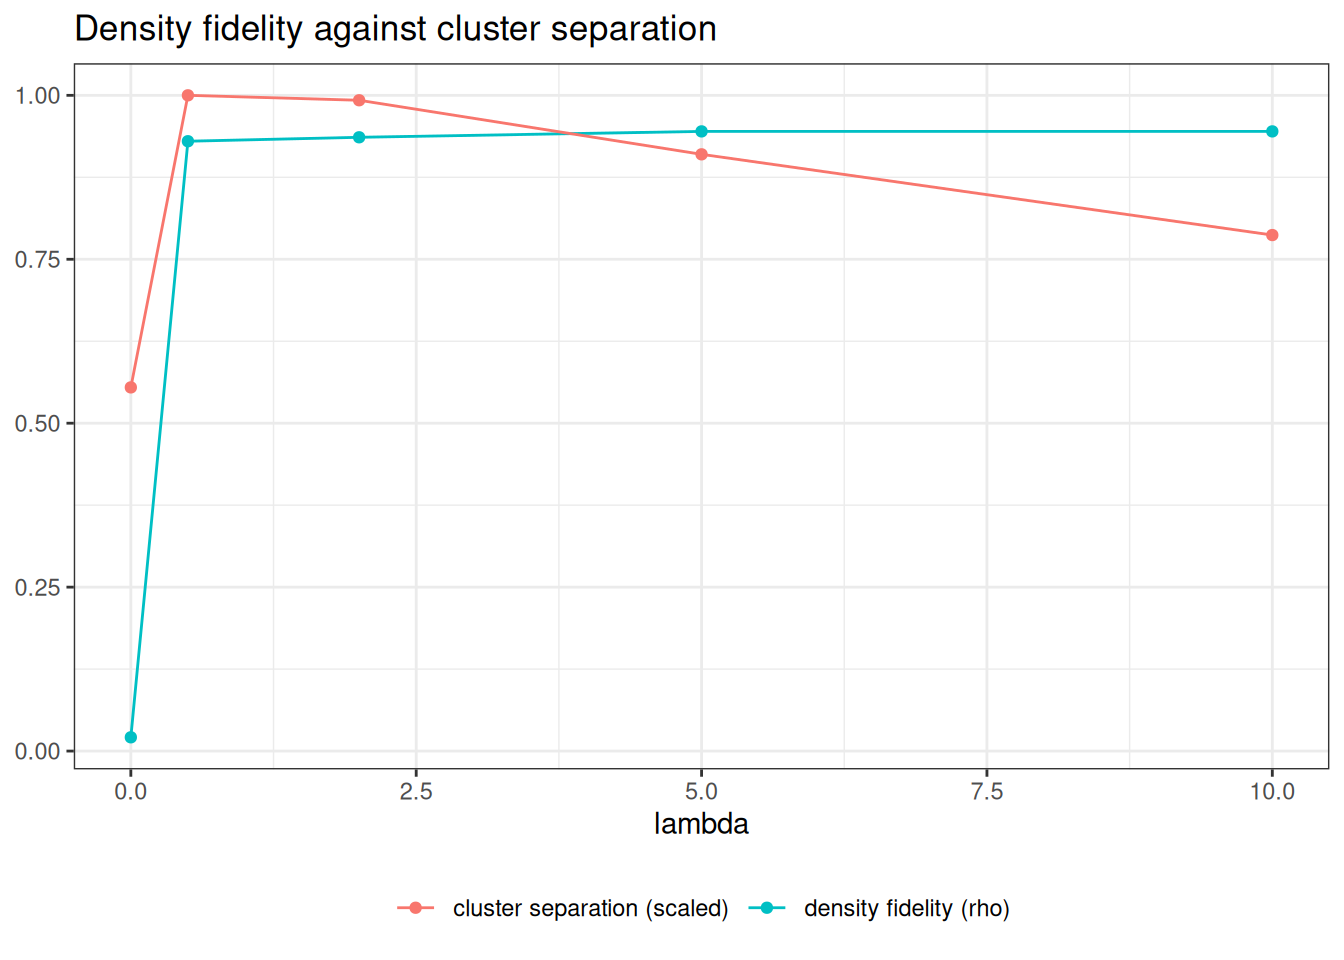 Density fidelity against cluster separation
1.00
0.75
0.50
0.25
0.00
0.0 2.5 5.0 7.5 10.0
lambda
cluster separation (scaled) density fidelity (rho)